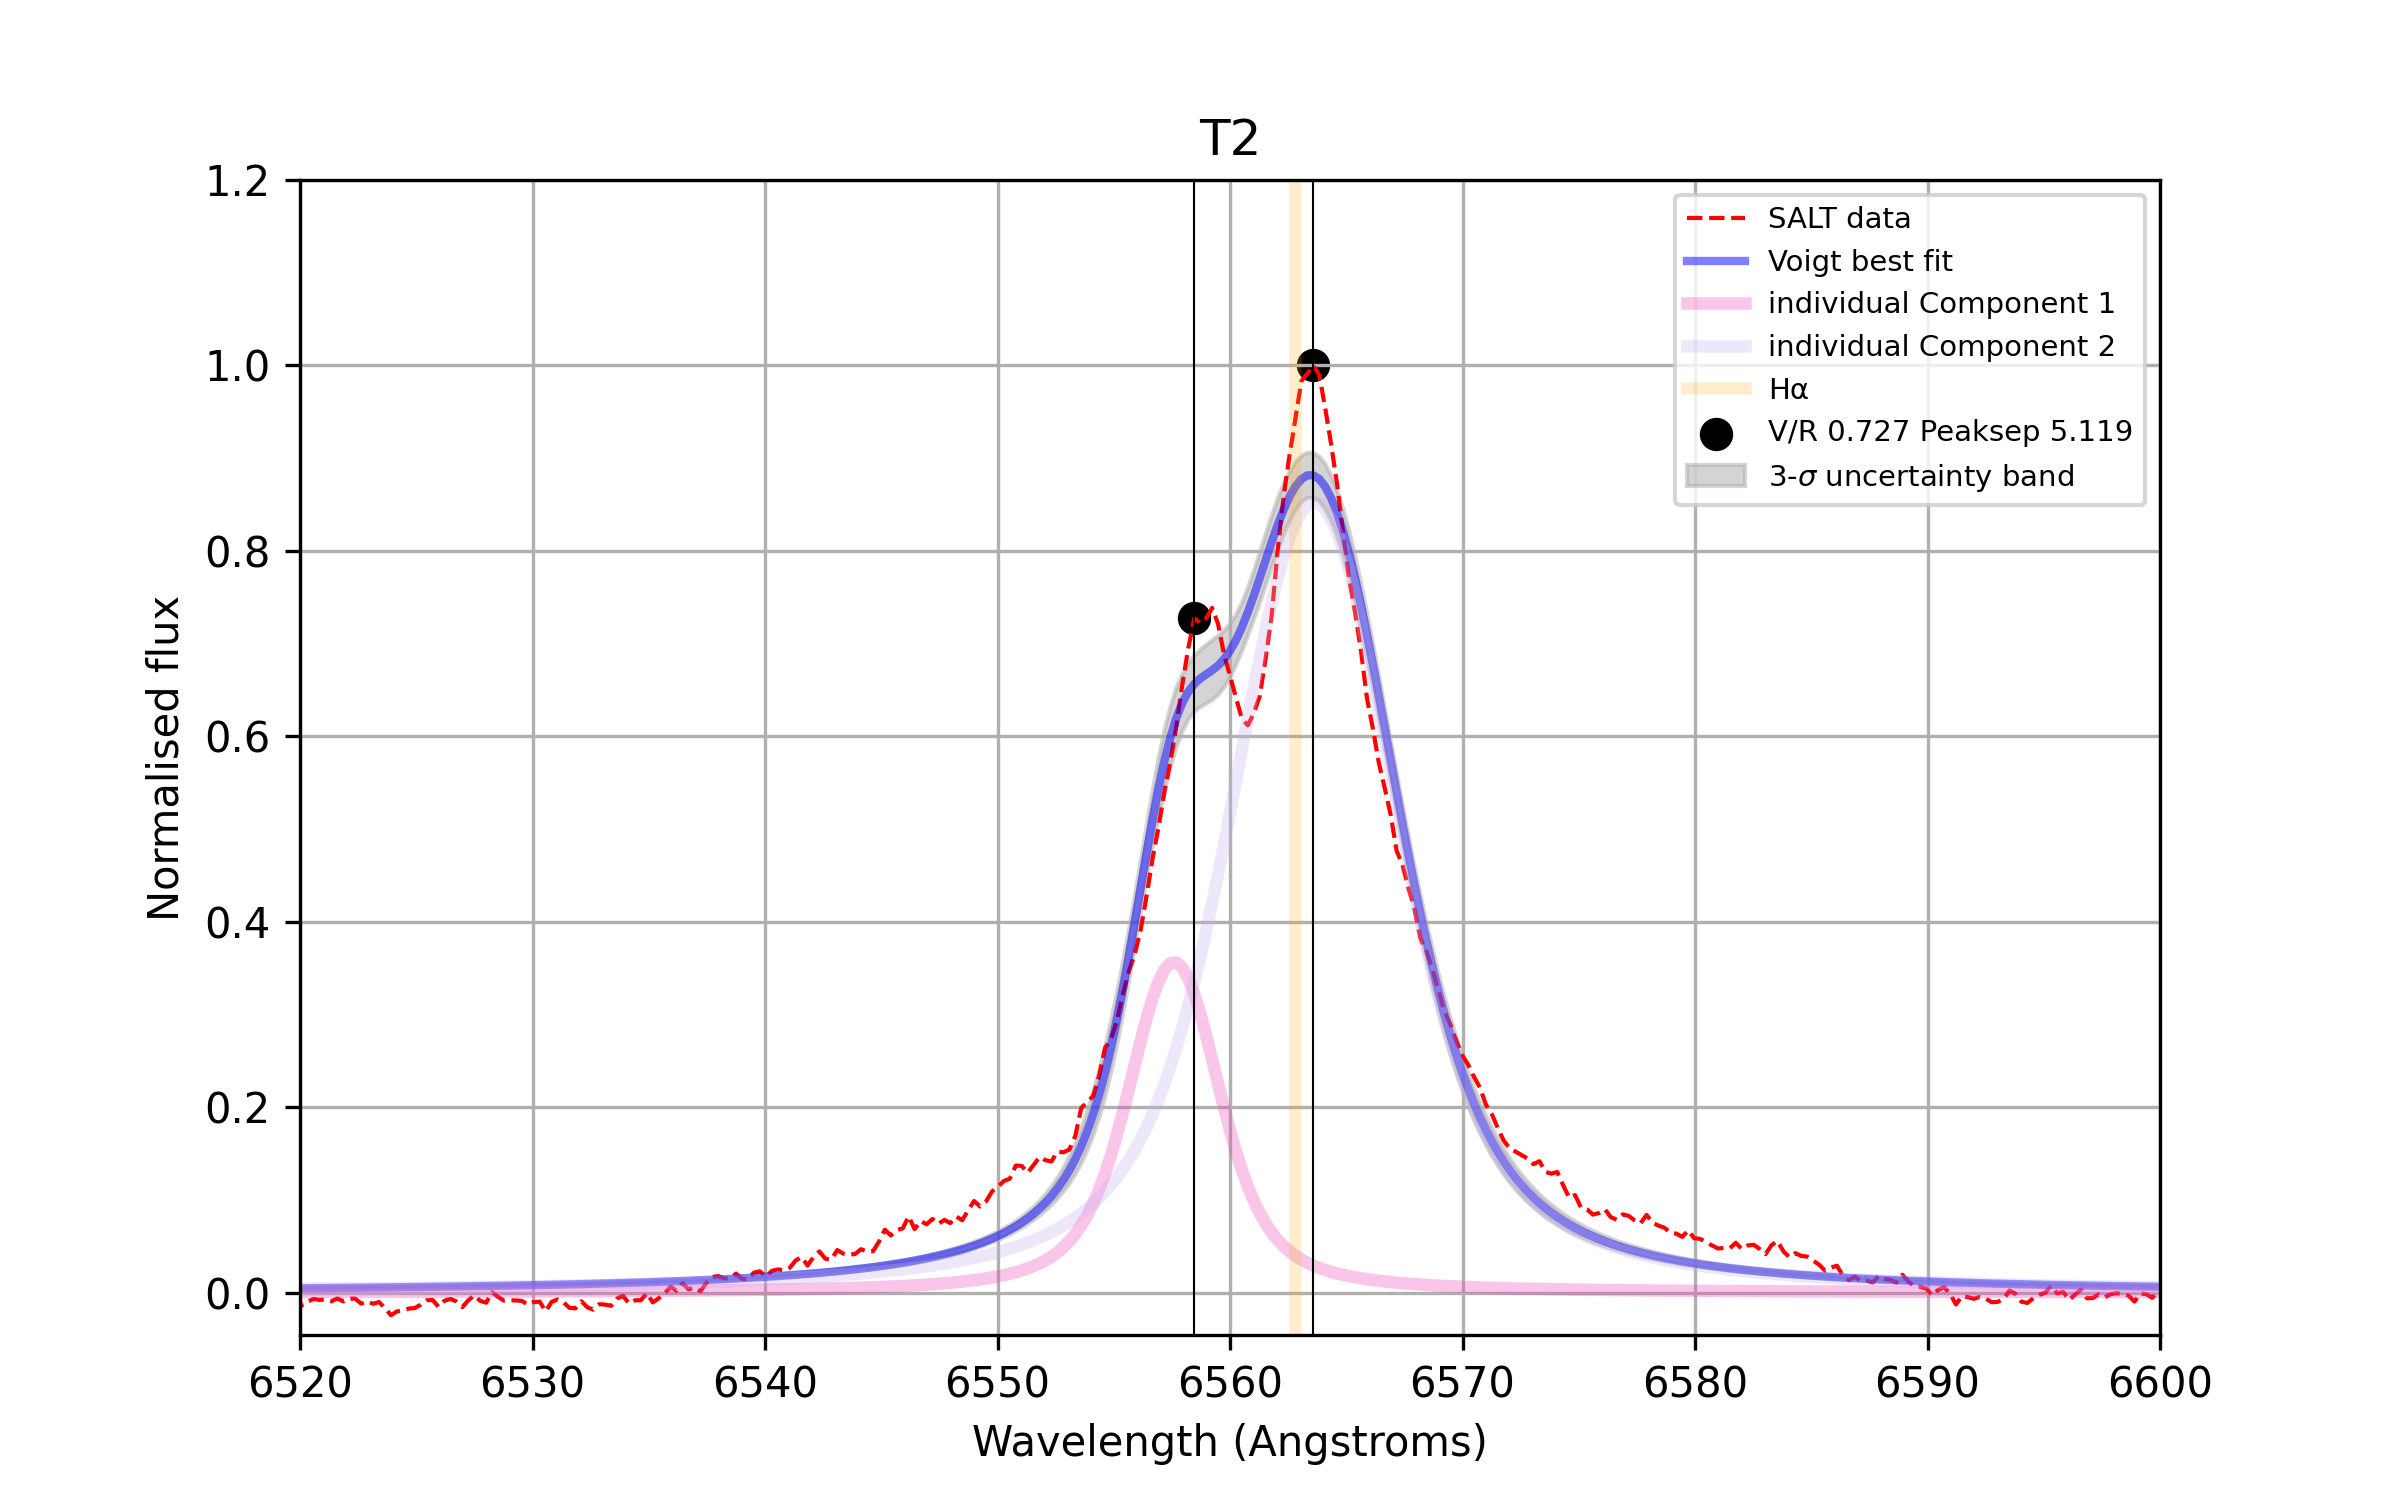 T2
1.2
1.0
0.8
0.6
0.4
0.2
0.0
Normalised flux
SALT data
Voigt best fit
individual Component 1
individual Component 2
Hα
V/R 0.727 Peaksep 5.119
3-σ uncertainty band
6520 6530 6540 6550 6560 6570 6580 6590 6600
Wavelength (Angstroms)